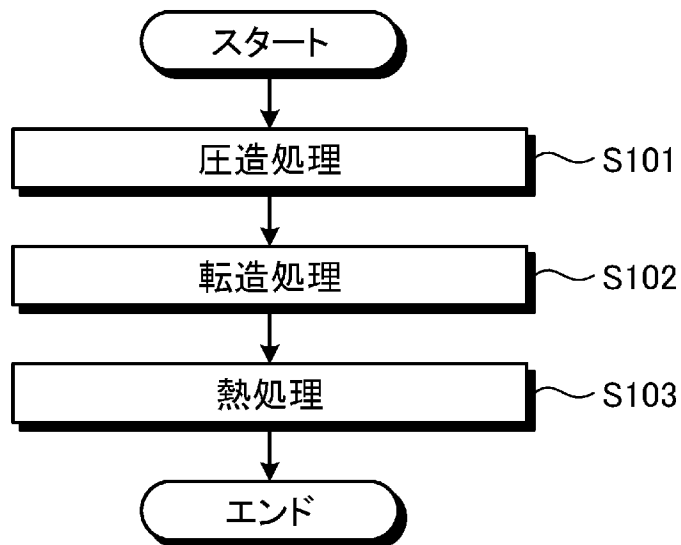 スタート
圧造処理
S101
転造処理
S102
熱処理
S103
エンド